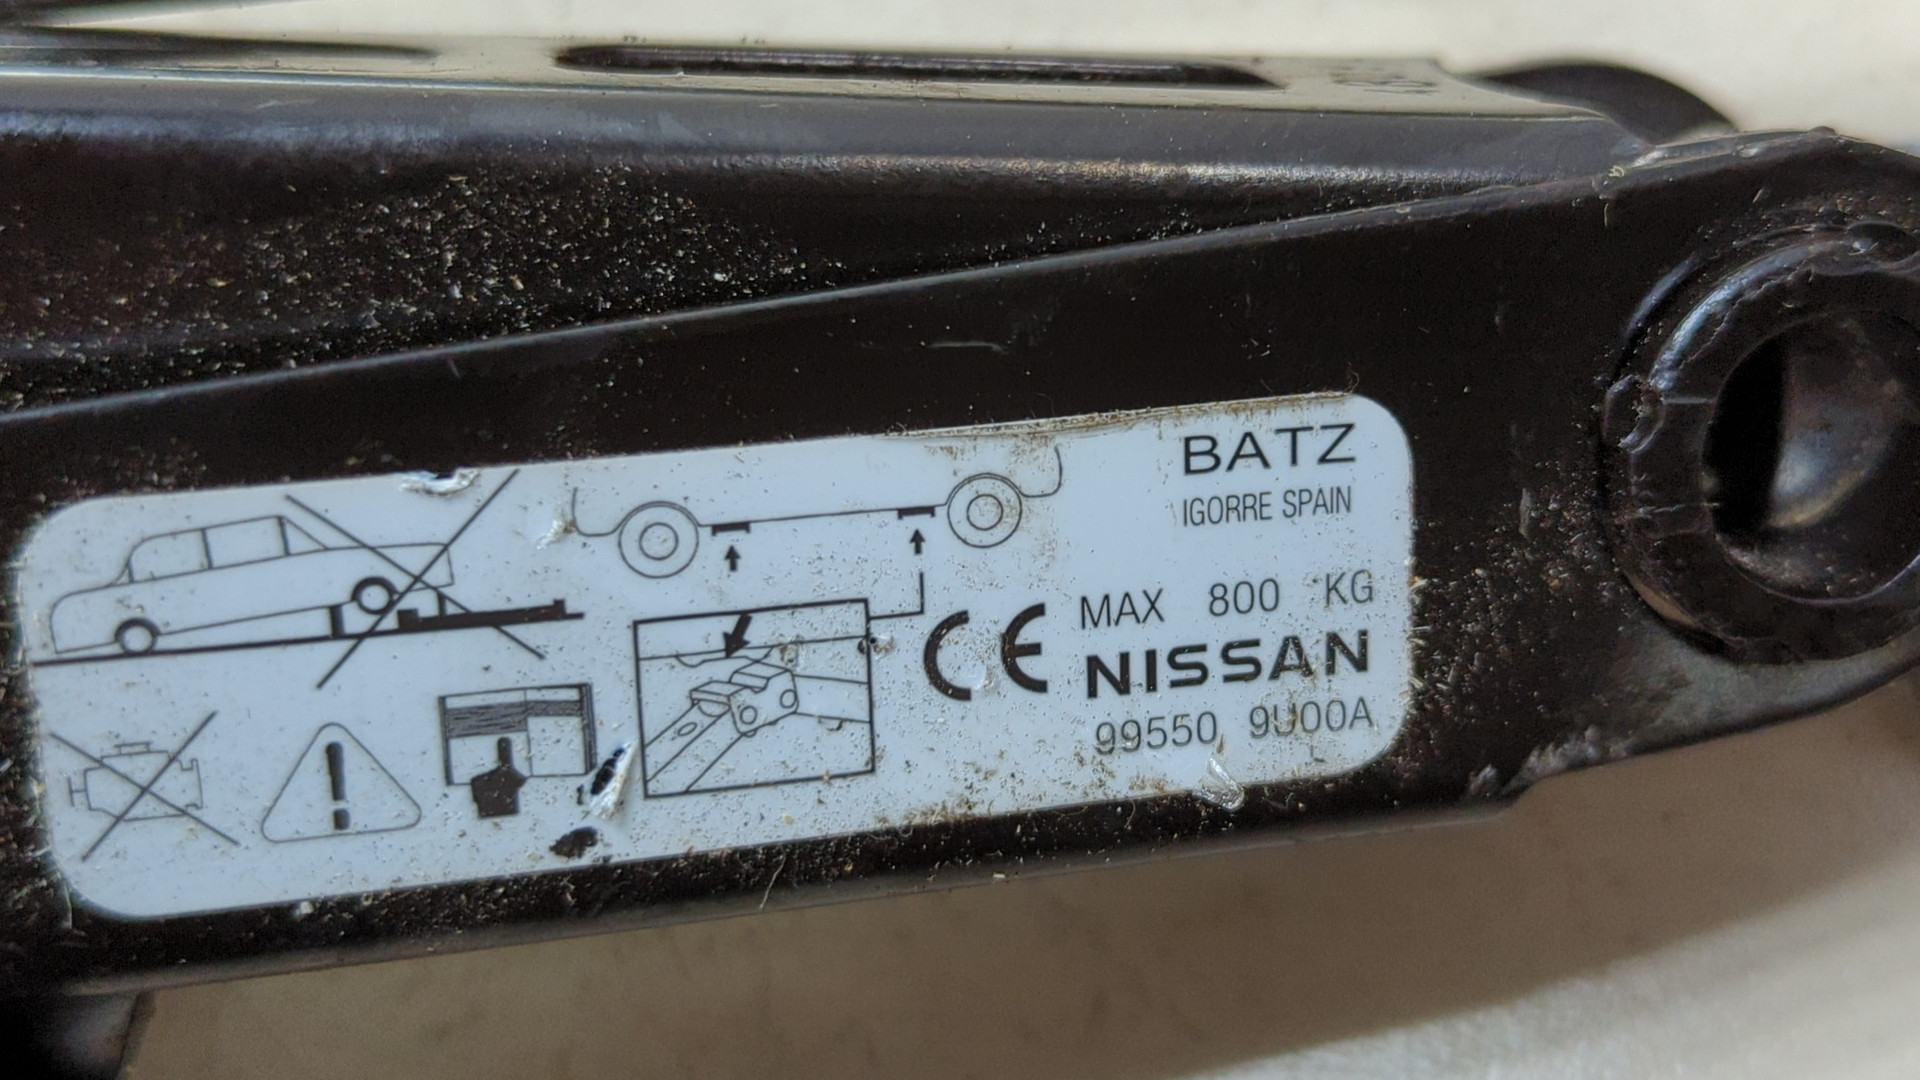 BATZ
IGORRE SPAIN
CE MAX 800 KG
NISSAN
99550 9U00A